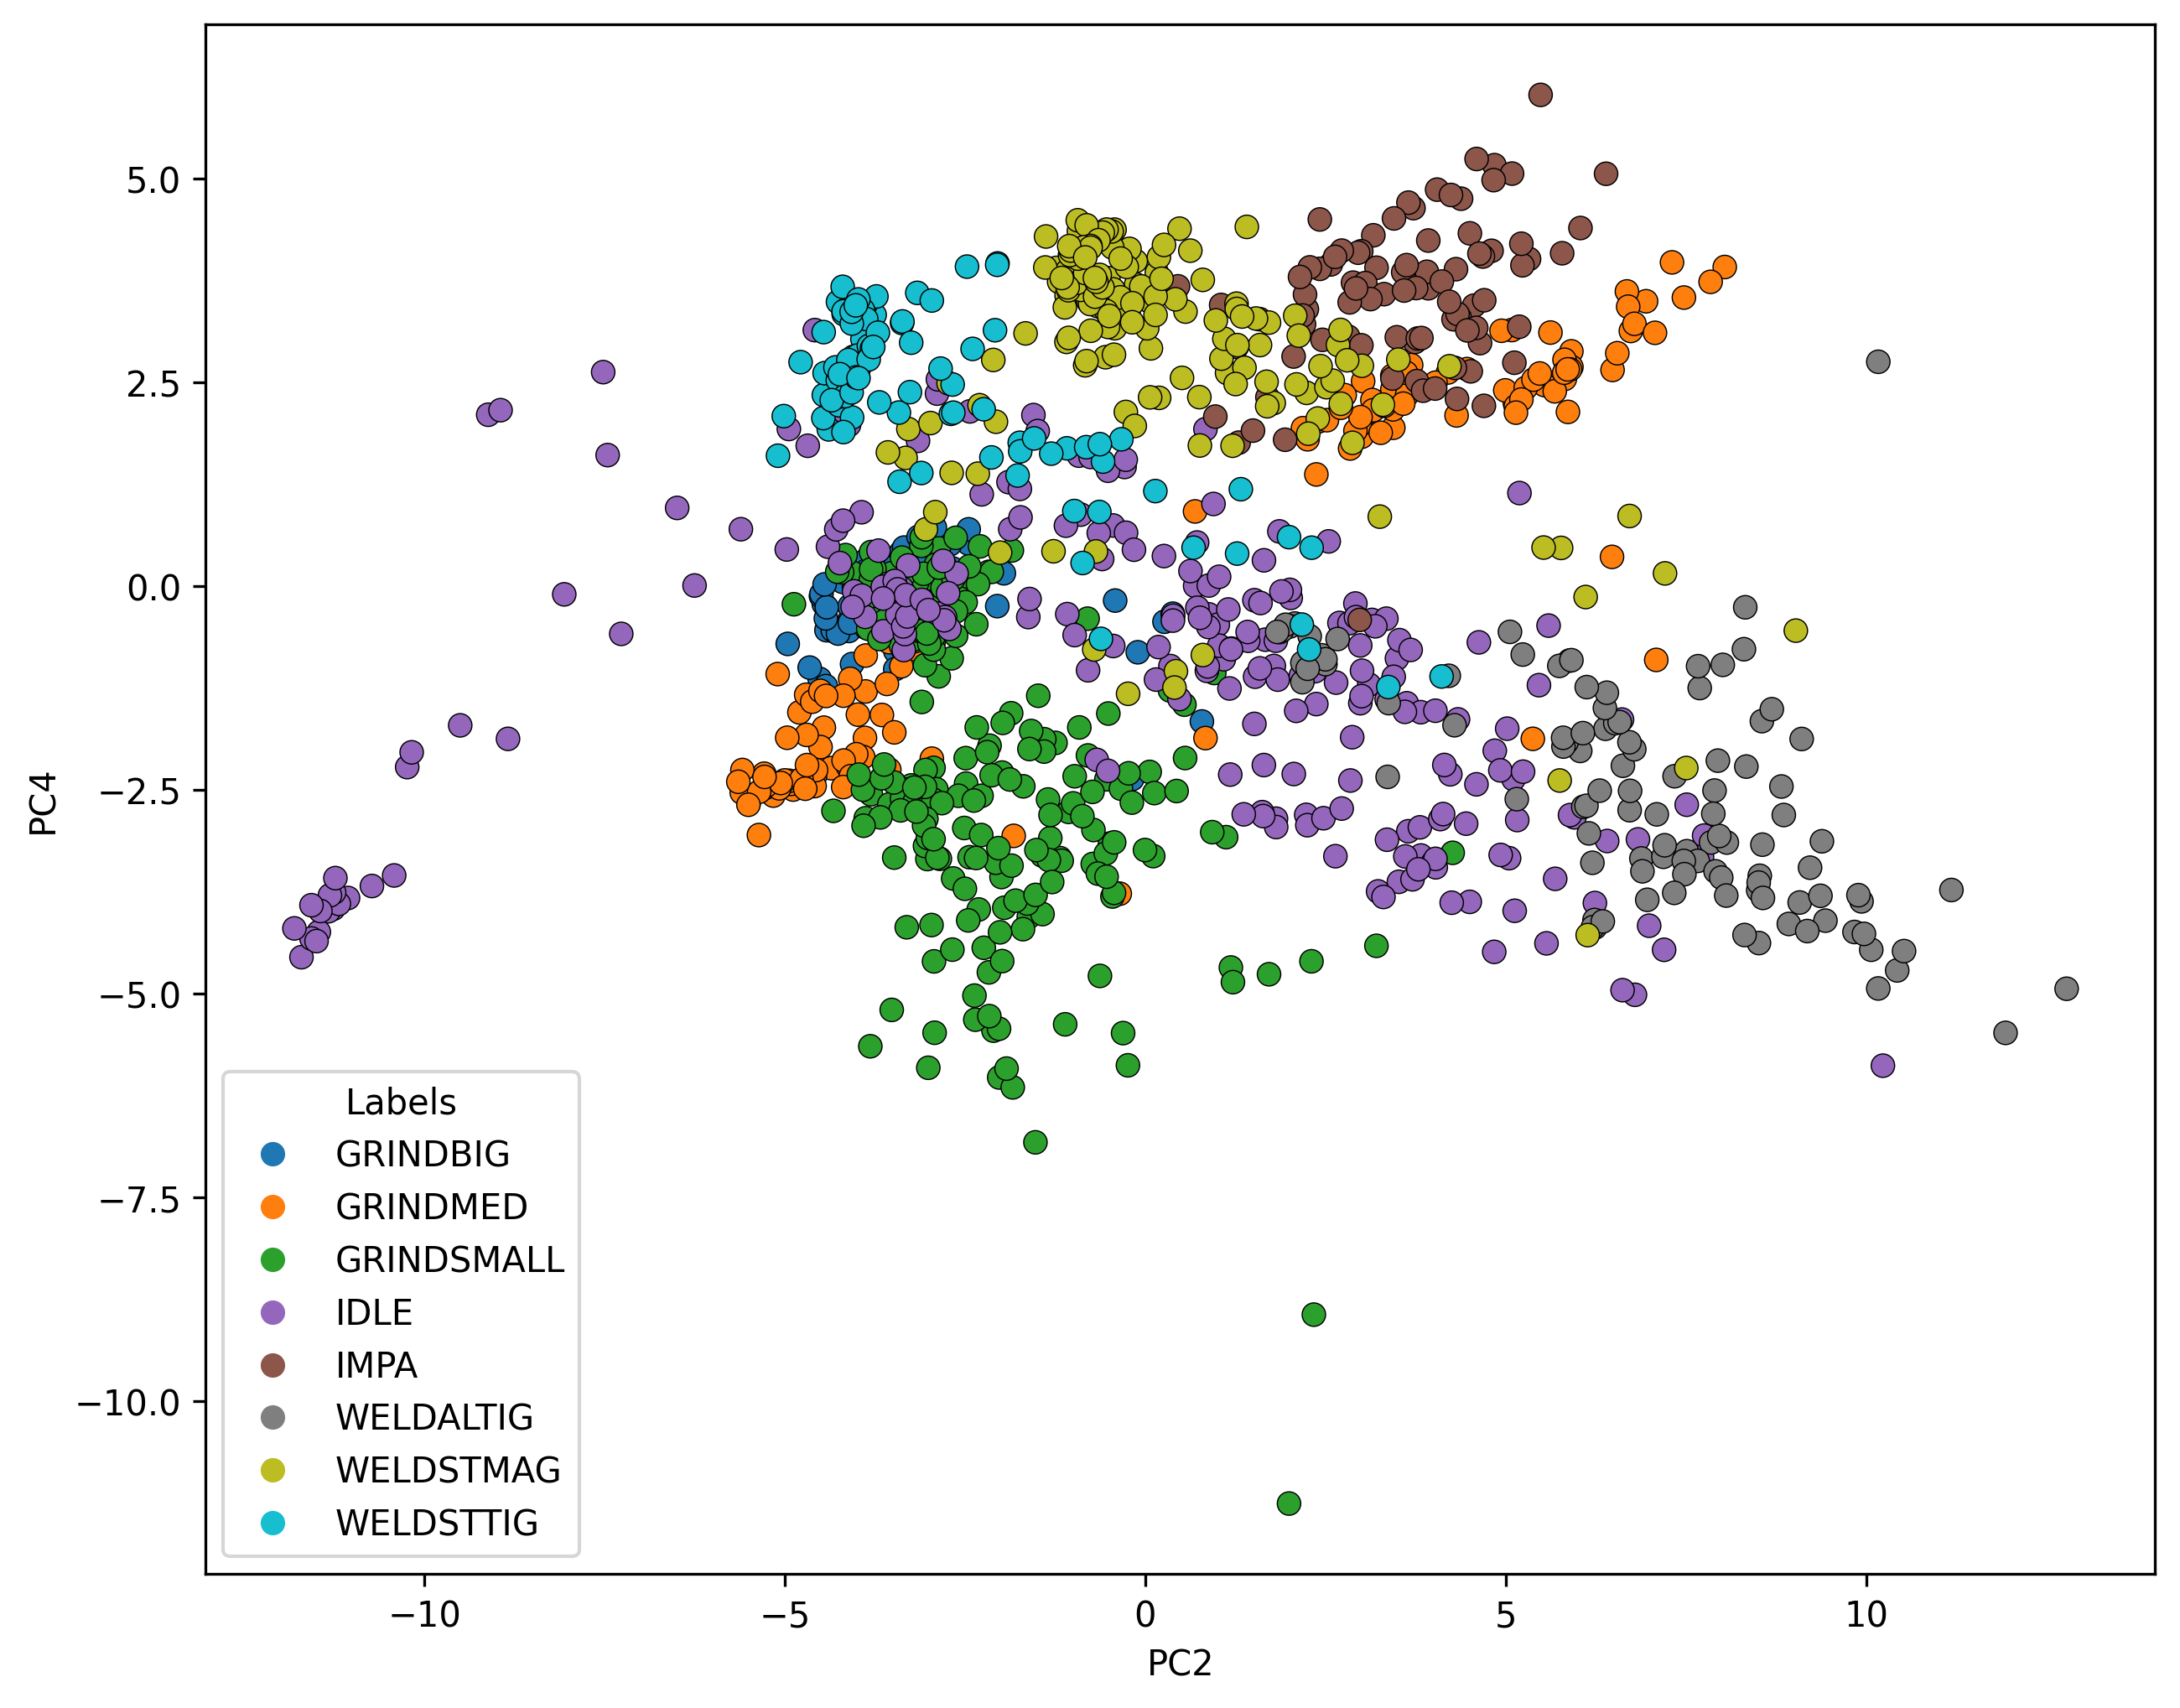 5.0
2.5
0.0
−2.5
−5.0
−7.5
−10.0
PC4
Labels
GRINDBIG
GRINDMED
GRINDSMALL
IDLE
IMPA
WELDALTIG
WELDSTMAG
WELDSTTIG
−10
−5
0
5
10
PC2